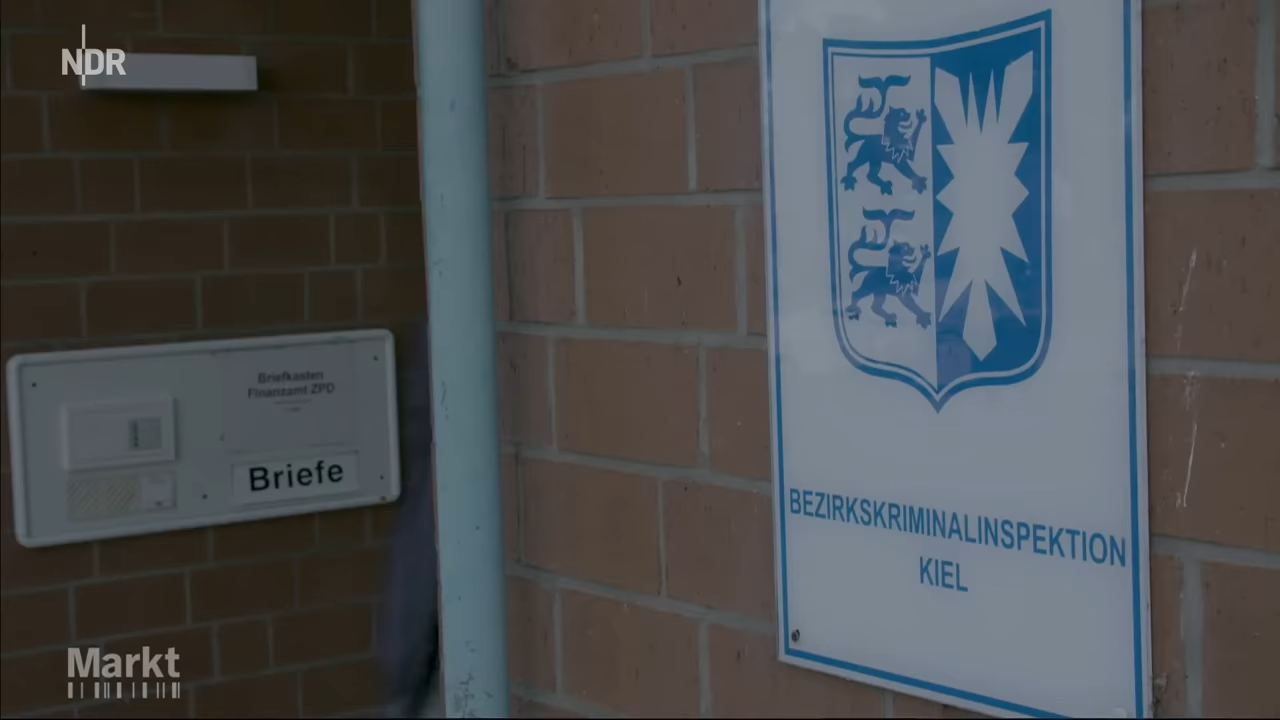 NDR
Briefkasten
Finanzamt ZPD
Briefe
BEZIRKSKRIMINALINSPEKTION
KIEL
Markt